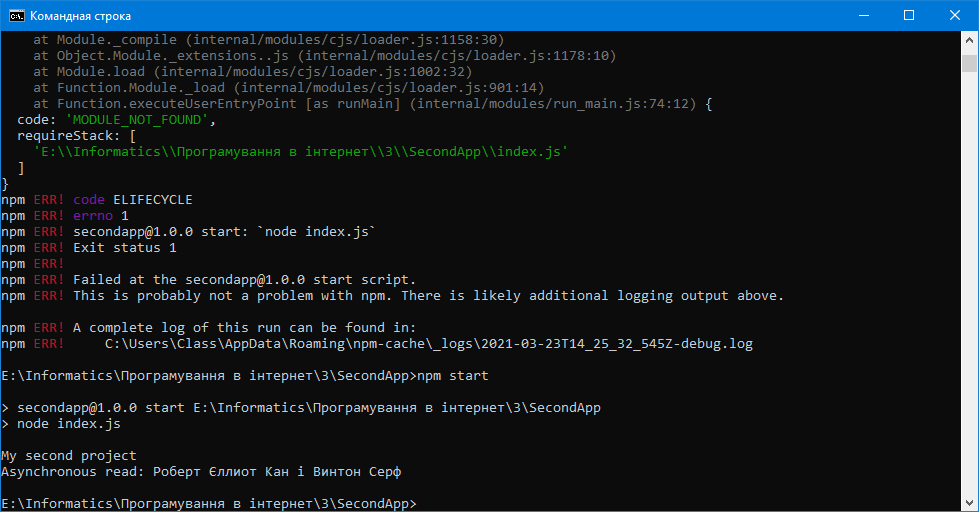 Командная строка
    at Module._compile (internal/modules/cjs/loader.js:1158:30)
    at Object.Module._extensions..js (internal/modules/cjs/loader.js:1178:10)
    at Module.load (internal/modules/cjs/loader.js:1002:32)
    at Function.Module._load (internal/modules/cjs/loader.js:901:14)
    at Function.executeUserEntryPoint [as runMain] (internal/modules/run_main.js:74:12) {
  code: 'MODULE_NOT_FOUND',
  requireStack: [
    'E:\\Informatics\\Програмування в інтернет\\3\\SecondApp\\index.js'
  ]
}
npm ERR! code ELIFECYCLE
npm ERR! errno 1
npm ERR! secondapp@1.0.0 start: `node index.js`
npm ERR! Exit status 1
npm ERR!
npm ERR! Failed at the secondapp@1.0.0 start script.
npm ERR! This is probably not a problem with npm. There is likely additional logging output above.

npm ERR! A complete log of this run can be found in:
npm ERR!     C:\Users\Class\AppData\Roaming\npm-cache\_logs\2021-03-23T14_25_32_545Z-debug.log

E:\Informatics\Програмування в інтернет\3\SecondApp>npm start

> secondapp@1.0.0 start E:\Informatics\Програмування в інтернет\3\SecondApp
> node index.js

My second project
Asynchronous read: Роберт Єллиот Кан і Винтон Серф

E:\Informatics\Програмування в інтернет\3\SecondApp>